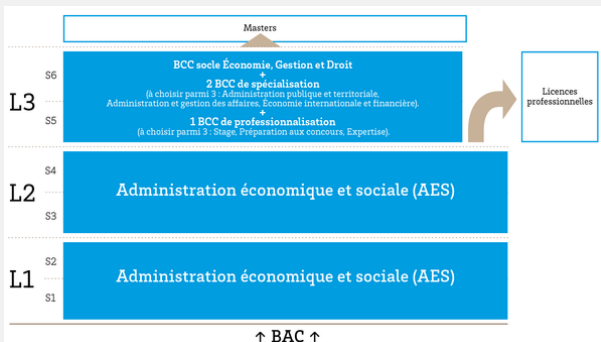 Masters
BCC socle Économie, Gestion et Droit
+
2 BCC de spécialisation
(à choisir parmi 3 : Administration publique et territoriale,
Administration et gestion des affaires, Économie internationale et financière).
+
1 BCC de professionnalisation
(à choisir parmi 3 : Stage, Préparation aux concours, Expertise).
L3
S6
S5
Licences
professionnelles
L2
S4
S3
Administration économique et sociale (AES)
L1
S2
S1
Administration économique et sociale (AES)
↑ BAC ↑